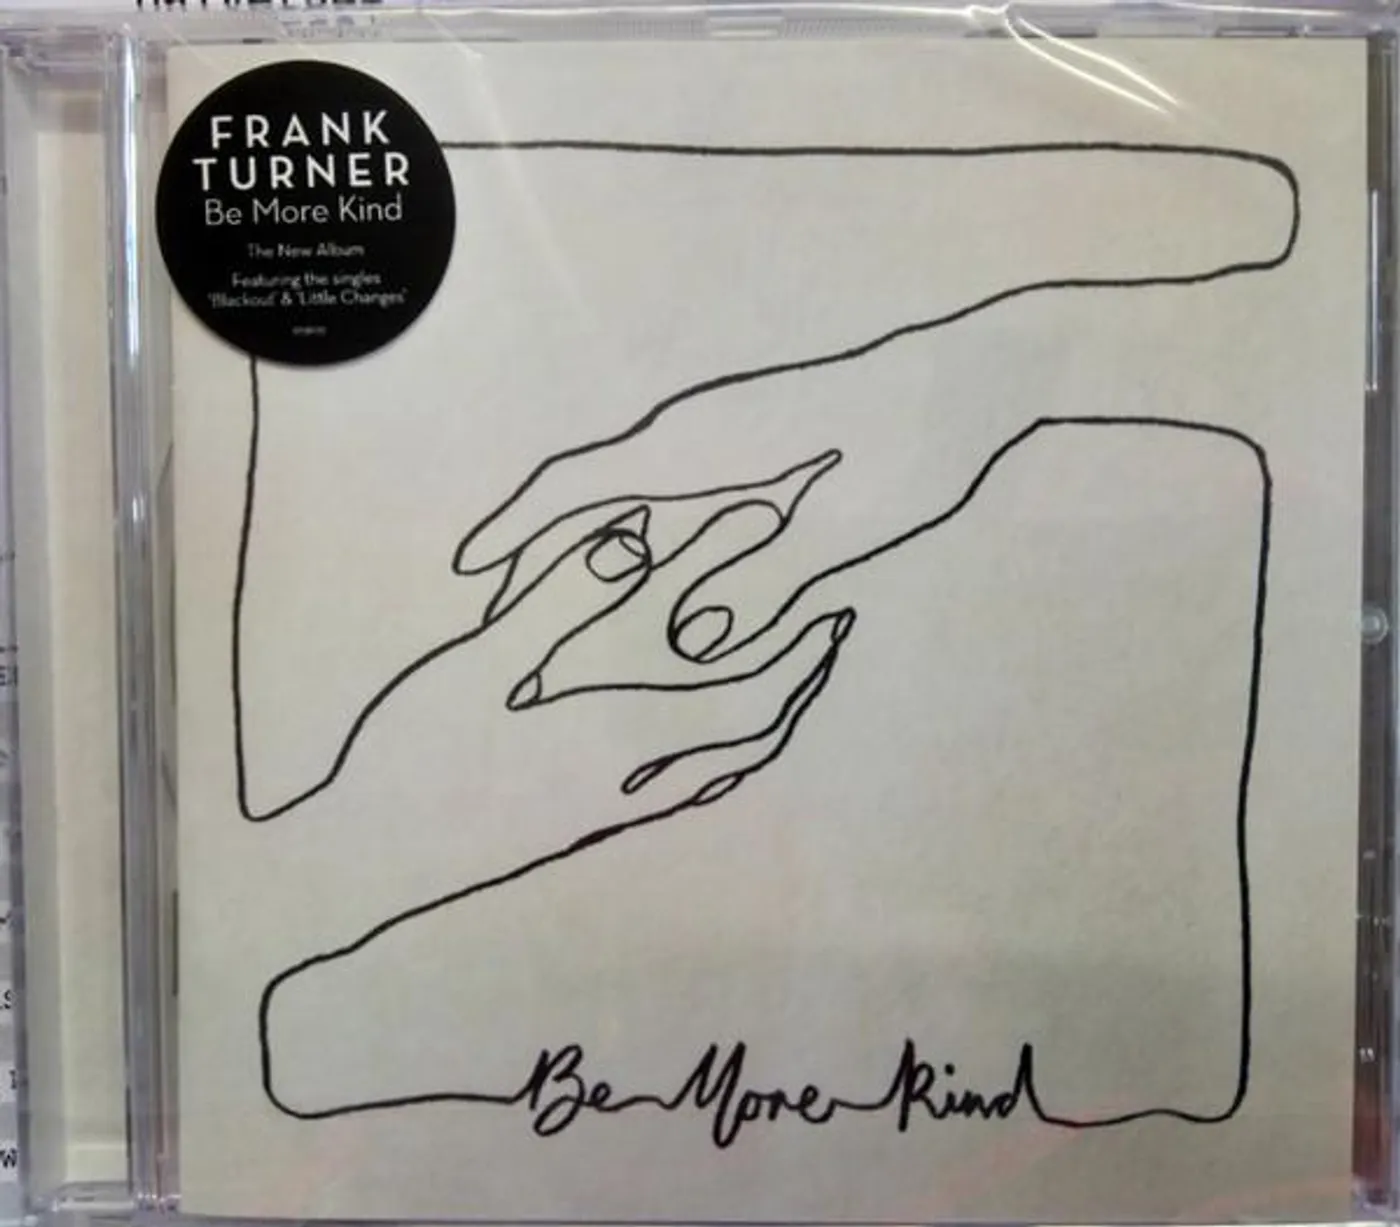 FRANK
TURNER
Be More Kind
The New Album
Featuring the singles
'Blackout' & 'Little Changes'
Be More Kind